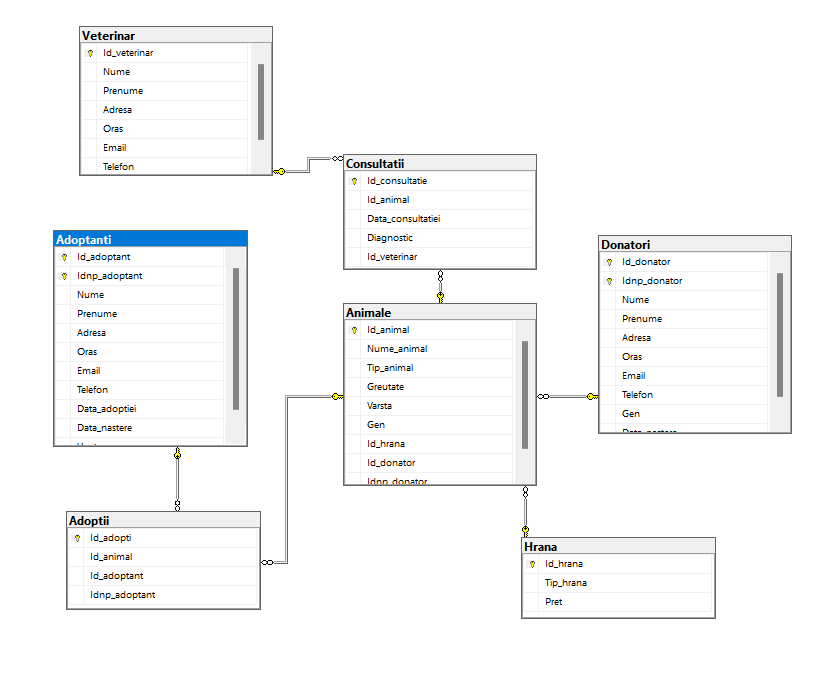 Veterinar
Id_veterinar
Nume
Prenume
Adresa
Oras
Email
Telefon
Consultatii
Id_consultatie
Id_animal
Data_consultatiei
Diagnostic
Id_veterinar
Adoptanti
Id_adoptant
Idnp_adoptant
Nume
Prenume
Adresa
Oras
Email
Telefon
Data_adoptiei
Data_nastere
Donatori
Id_donator
Idnp_donator
Nume
Prenume
Adresa
Oras
Email
Telefon
Gen
Data_nastere
Animale
Id_animal
Nume_animal
Tip_animal
Greutate
Varsta
Gen
Id_hrana
Id_donator
Idnp_donator
Adoptii
Id_adopti
Id_animal
Id_adoptant
Idnp_adoptant
Hrana
Id_hrana
Tip_hrana
Pret